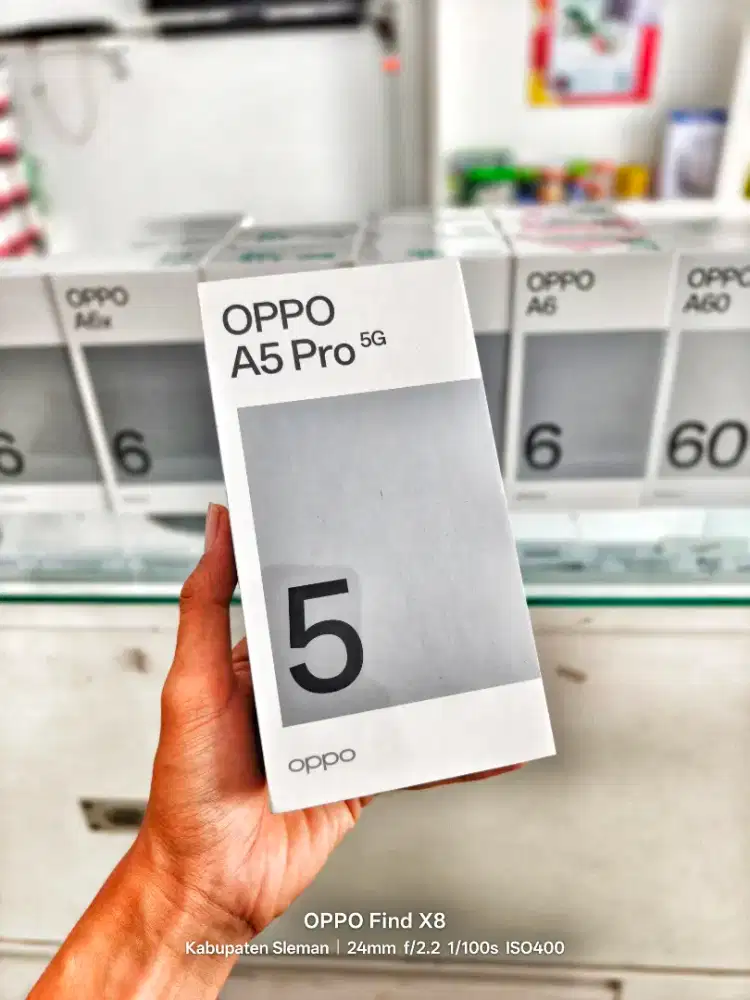 OPPO
A5 Pro 5G
5
oppo
OPPO
A6x
6
6
OPPO
A6
6
OPPO
A60
60
OPPO Find X8
Kabupaten Sleman | 24mm f/2.2 1/100s ISO400